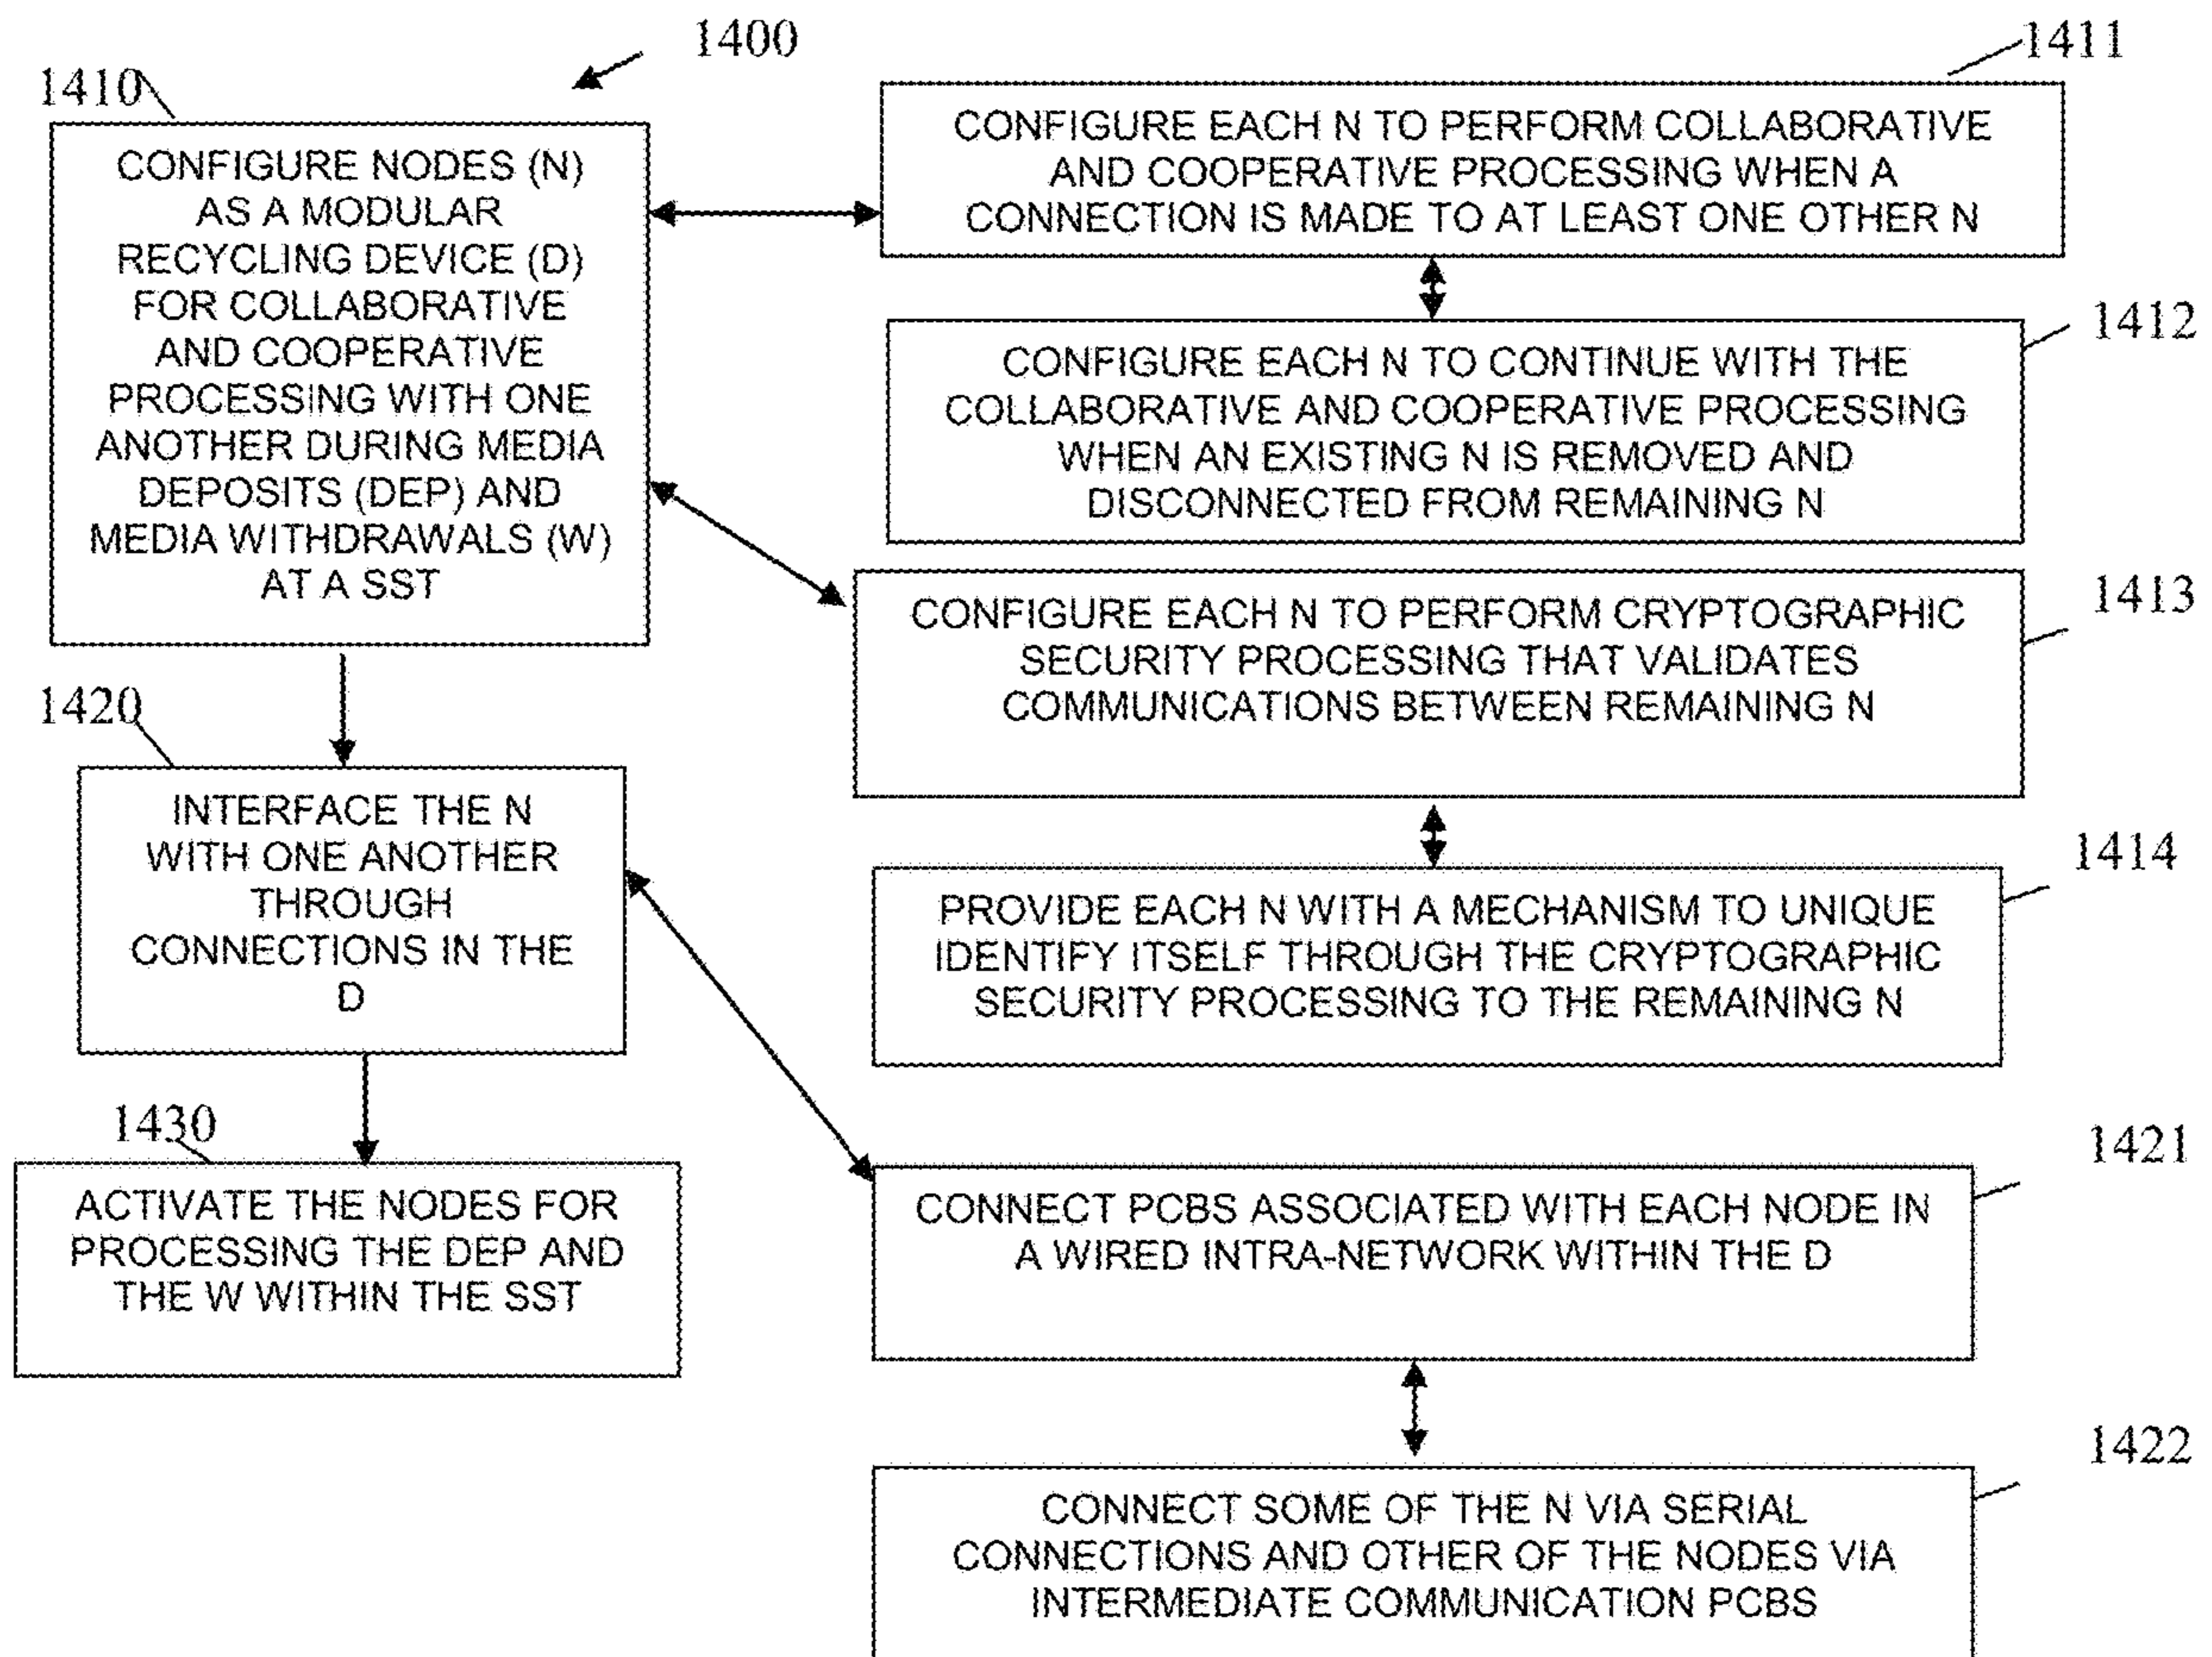 1400
1410
CONFIGURE NODES (N)
AS A MODULAR
RECYCLING DEVICE (D)
FOR COLLABORATIVE
AND COOPERATIVE
PROCESSING WITH ONE
ANOTHER DURING MEDIA
DEPOSITS (DEP) AND
MEDIA WITHDRAWALS (W)
AT A SST
1411
CONFIGURE EACH N TO PERFORM COLLABORATIVE
AND COOPERATIVE PROCESSING WHEN A
CONNECTION IS MADE TO AT LEAST ONE OTHER N
1412
CONFIGURE EACH N TO CONTINUE WITH THE
COLLABORATIVE AND COOPERATIVE PROCESSING
WHEN AN EXISTING N IS REMOVED AND
DISCONNECTED FROM REMAINING N
1413
CONFIGURE EACH N TO PERFORM CRYPTOGRAPHIC
SECURITY PROCESSING THAT VALIDATES
COMMUNICATIONS BETWEEN REMAINING N
1414
PROVIDE EACH N WITH A MECHANISM TO UNIQUE
IDENTIFY ITSELF THROUGH THE CRYPTOGRAPHIC
SECURITY PROCESSING TO THE REMAINING N
1420
INTERFACE THE N
WITH ONE ANOTHER
THROUGH
CONNECTIONS IN THE
D
1421
CONNECT PCBS ASSOCIATED WITH EACH NODE IN
A WIRED INTRA-NETWORK WITHIN THE D
1422
CONNECT SOME OF THE N VIA SERIAL
CONNECTIONS AND OTHER OF THE NODES VIA
INTERMEDIATE COMMUNICATION PCBS
1430
ACTIVATE THE NODES FOR
PROCESSING THE DEP AND
THE W WITHIN THE SST